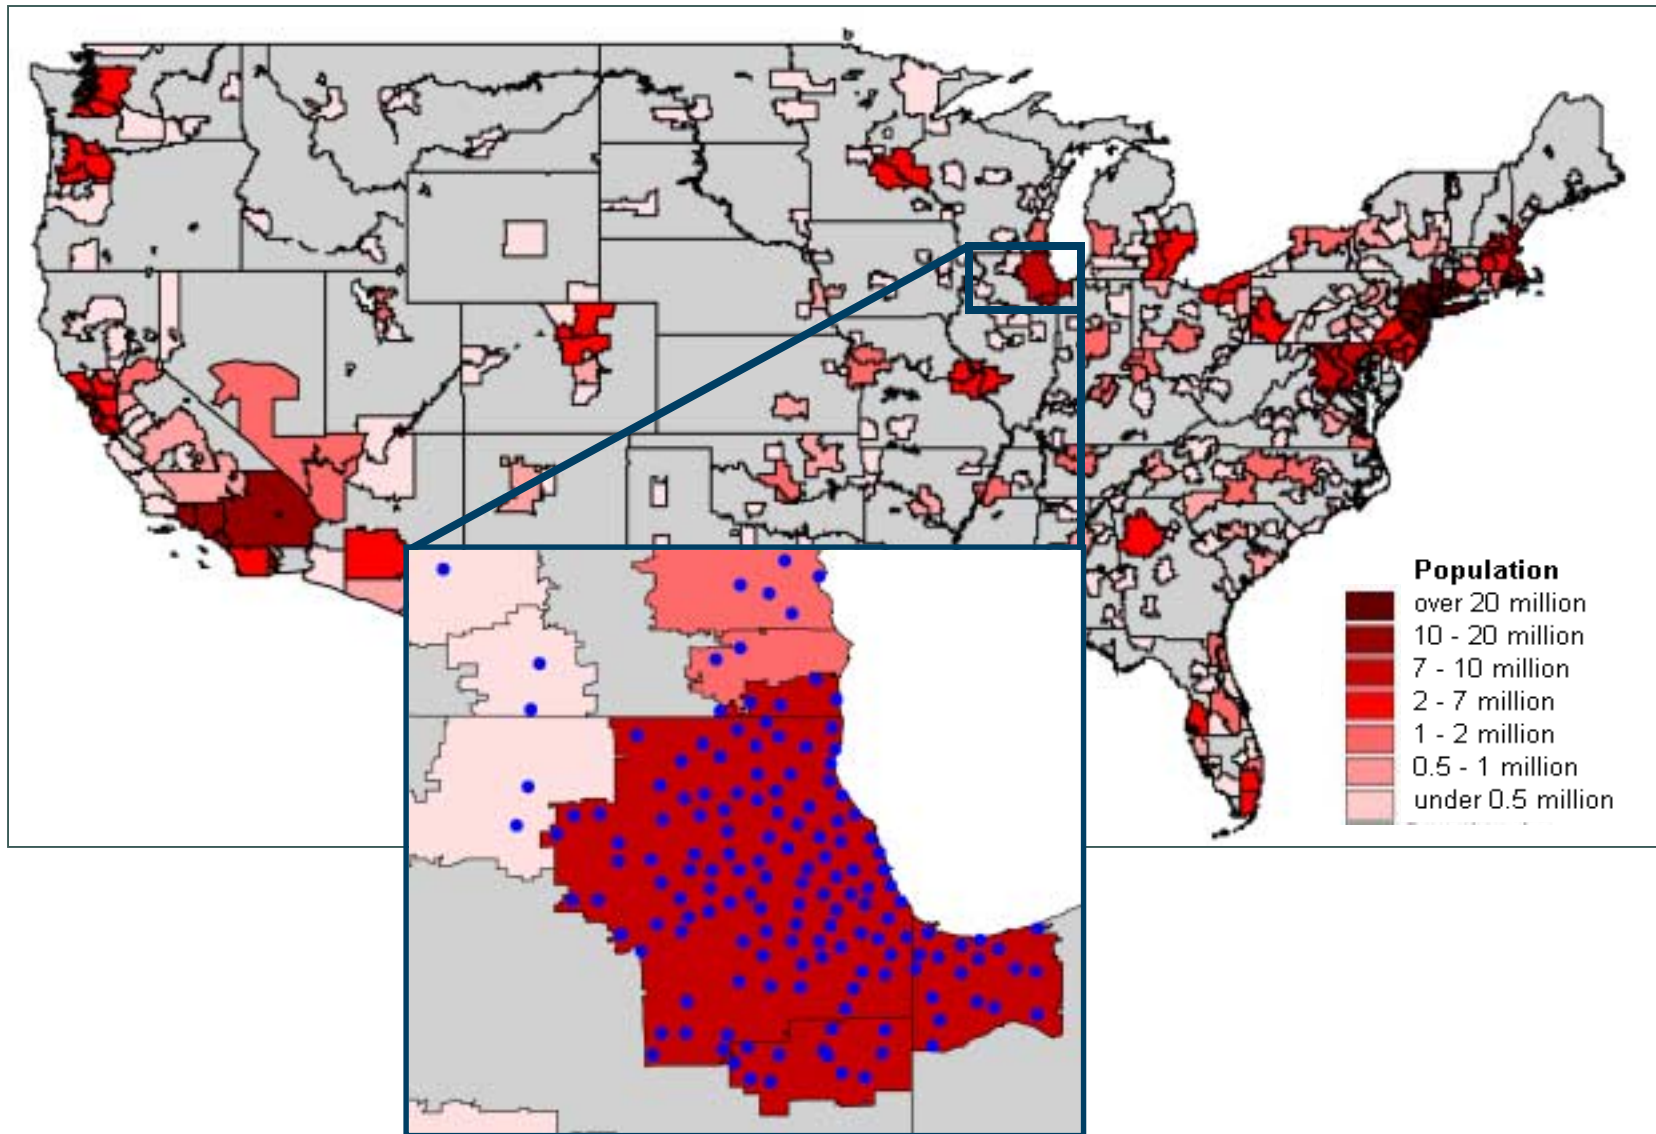 Population
over 20 million
10 - 20 million
7 - 10 million
2 - 7 million
1 - 2 million
0.5 - 1 million
under 0.5 million